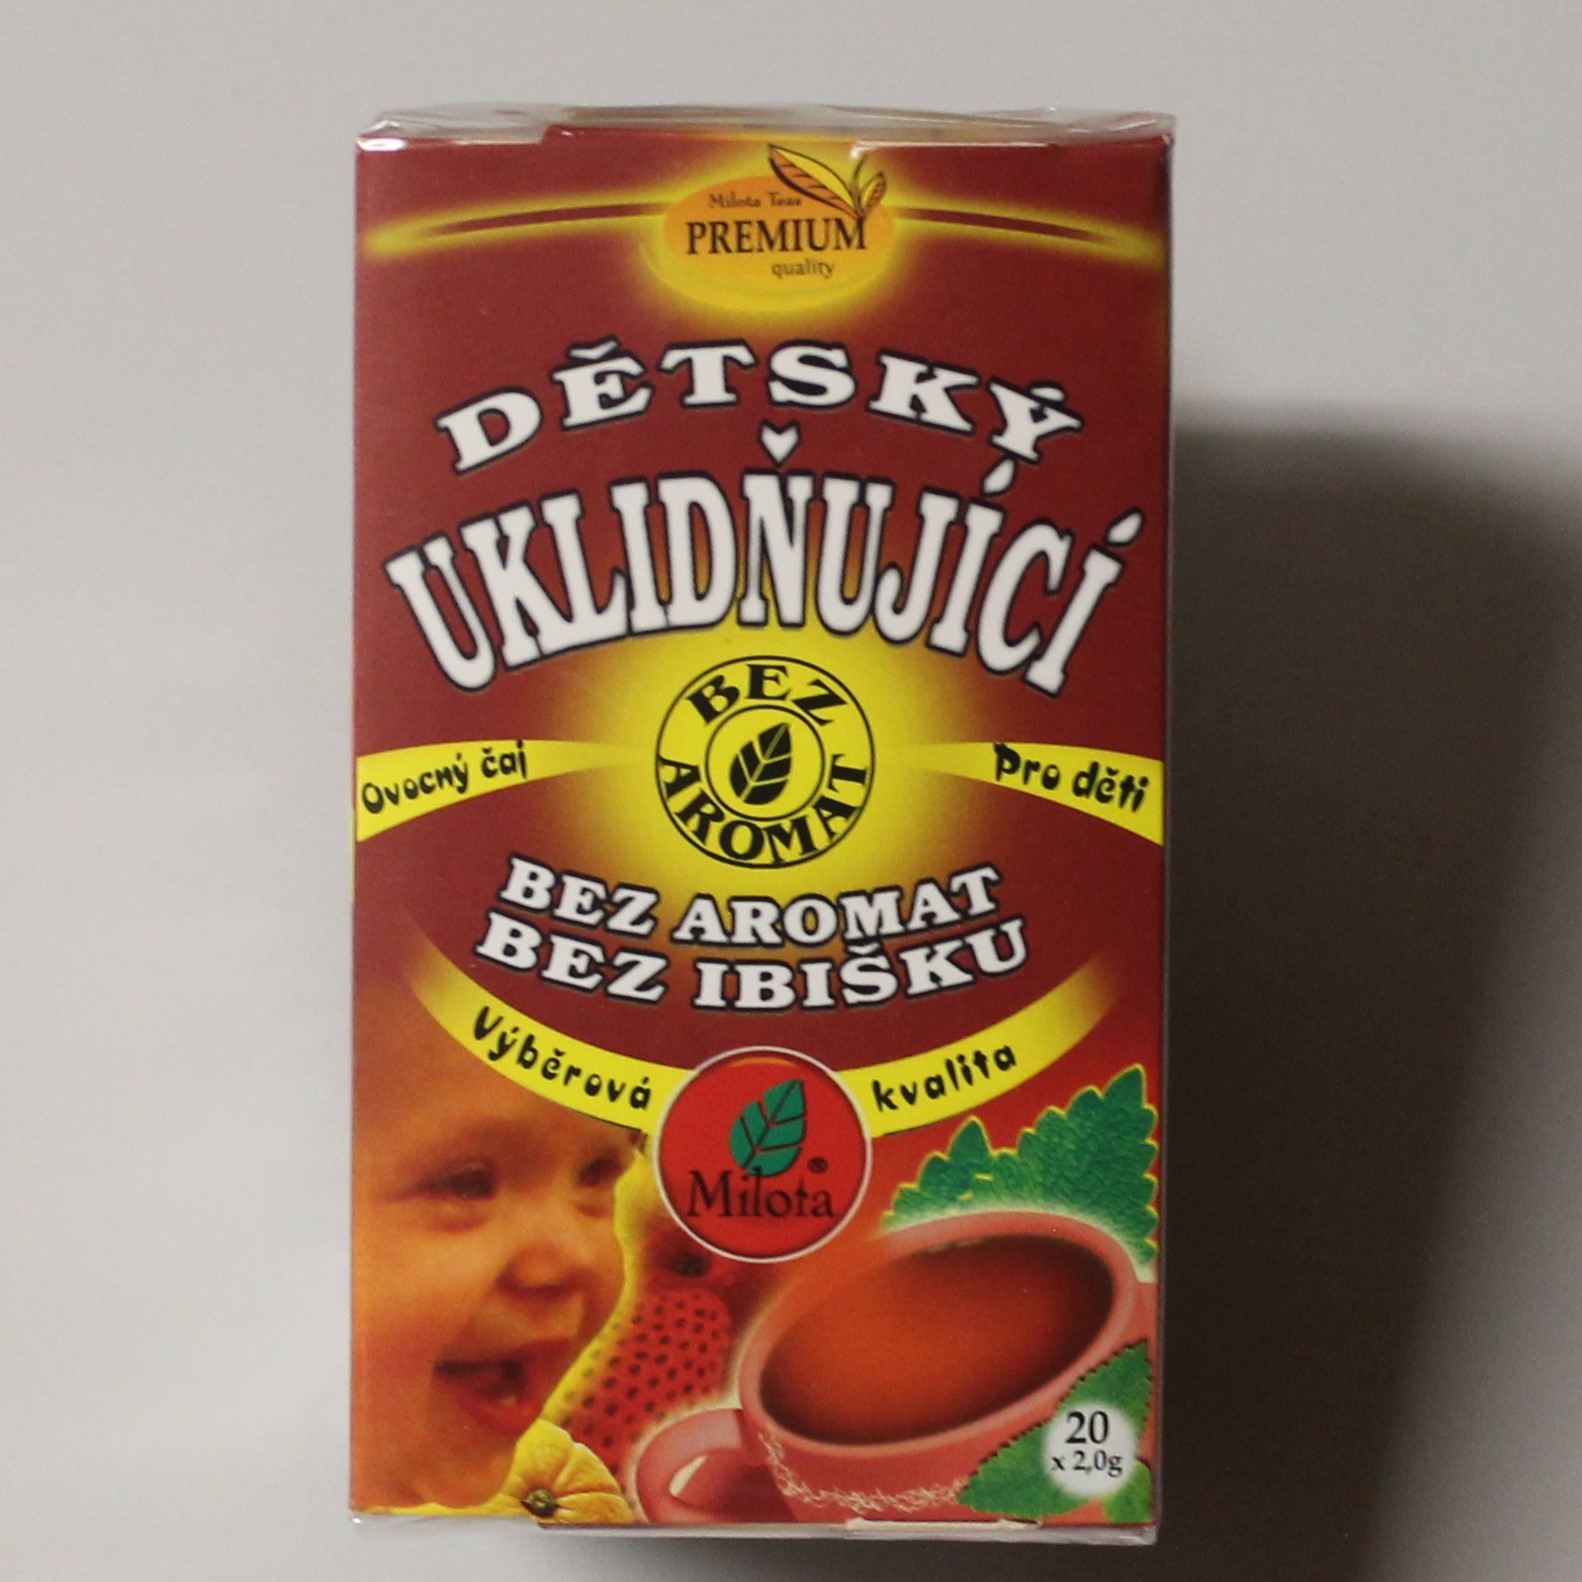 Milota Teas
PREMIUM
quality
DĚTSKÝ
UKLIDŇUJÍCÍ
BEZ
AROMAT
Ovocný čaj
Pro děti
BEZ AROMAT
BEZ IBIŠKU
Výběrová kvalita
Milota®
20
x 2,0g